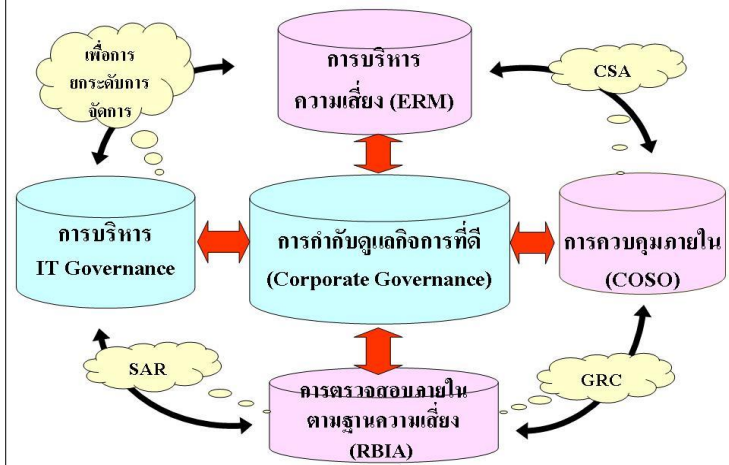 เพื่อการ
ยกระดับการ
จัดการ
การบริหาร
ความเสี่ยง (ERM)
CSA
การบริหาร
IT Governance
การกำกับดูแลกิจการที่ดี
(Corporate Governance)
การควบคุมภายใน
(COSO)
SAR
การตรวจสอบภายใน
ตามฐานความเสี่ยง
(RBIA)
GRC